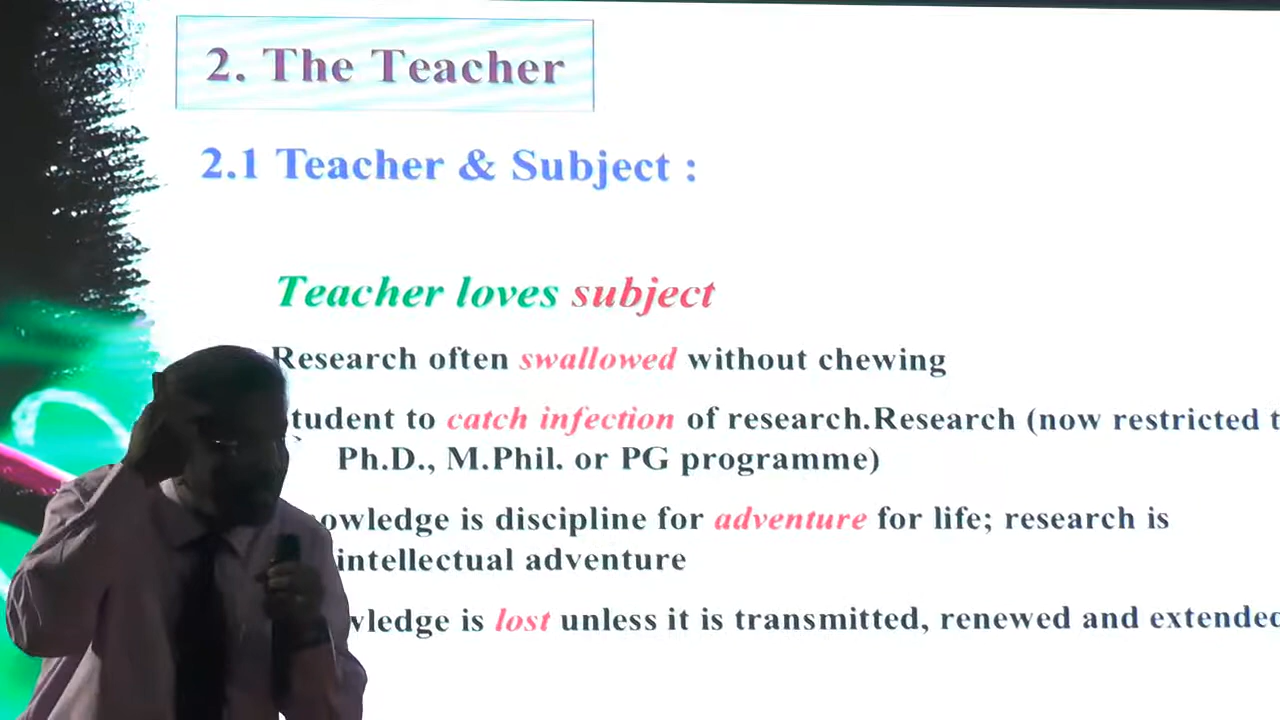 2. The Teacher
2.1 Teacher & Subject :
Teacher loves subject
Research often swallowed without chewing
tudent to catch infection of research.Research (now restricted t
Ph.D., M.Phil. or PG programme)
owledge is discipline for adventure for life; research is
intellectual adventure
wledge is lost unless it is transmitted, renewed and extended